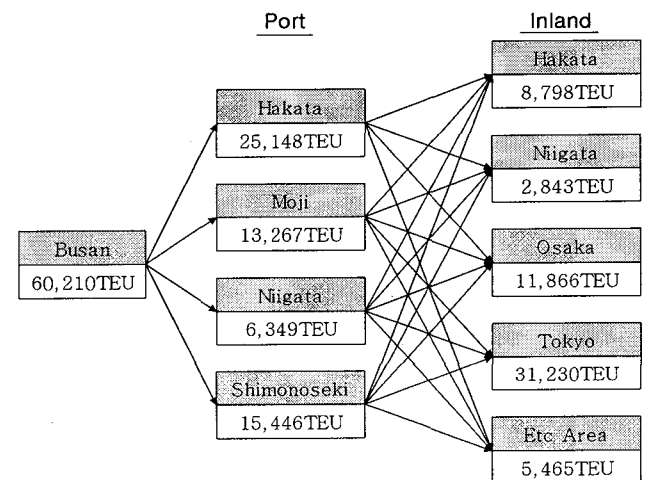 Port
Inland
Busan
60,210TEU
Hakata
25,148TEU
Moji
13,267TEU
Niigata
6,349TEU
Shimonoseki
15,446TEU
Hakata
8,798TEU
Niigata
2,843TEU
Osaka
11,866TEU
Tokyo
31,230TEU
Etc Area
5,465TEU